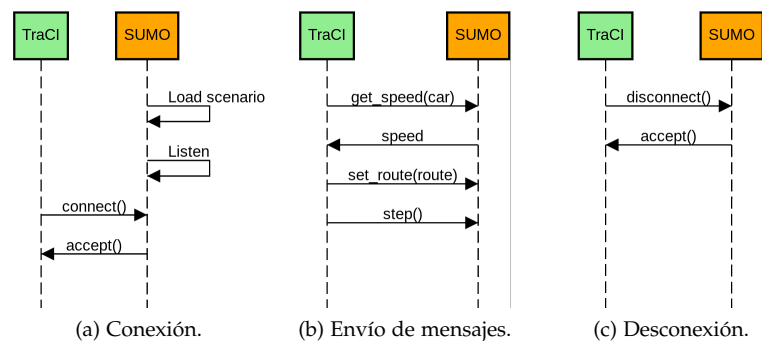 TraCI
SUMO
Load scenario
Listen
connect()
accept()
(a) Conexión.
TraCI
SUMO
get_speed(car)
speed
set_route(route)
step()
(b) Envío de mensajes.
TraCI
SUMO
disconnect()
accept()
(c) Desconexión.